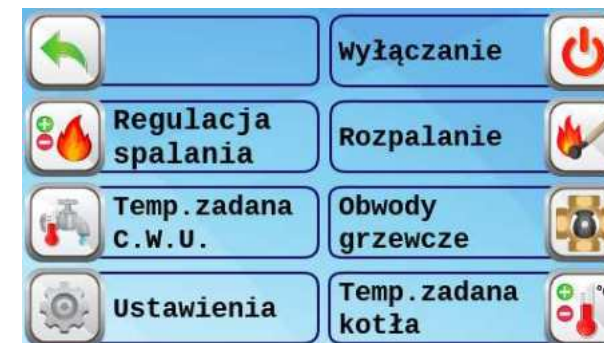 Wyłączanie
Regulacja
spalania
Rozpalanie
Temp.zadana
C.W.U.
Obwody
grzewcze
Ustawienia
Temp.zadana
kotła